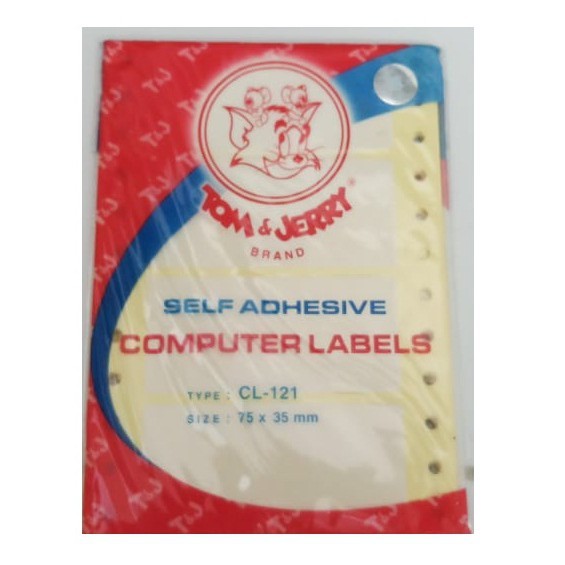 TOM & JERRY®
BRAND
SELF ADHESIVE
COMPUTER LABELS
TYPE : CL-121
SIZE : 75 x 35 mm